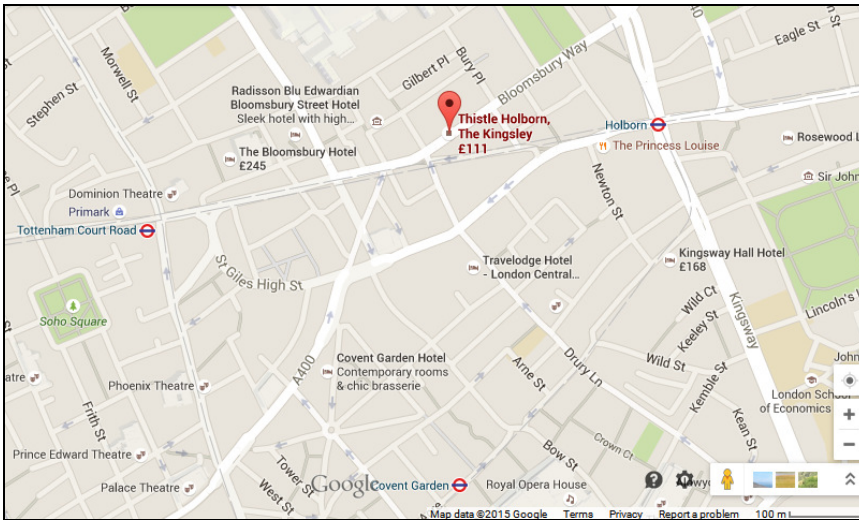 40
Eagle St
Morwell St
Bury Pl
Bloomsbury Way
Gilbert Pl
Stephen St
Radisson Blu Edwardian
Bloomsbury Street Hotel
Sleek hotel with high...
Thistle Holborn,
The Kingsley
£111
Holborn
Rosewood L
The Princess Louise
The Bloomsbury Hotel
£245
Sir John
ne Pl
Dominion Theatre
Newton St
Primark
Tottenham Court Road
St Giles High St
Travelodge Hotel
- London Central...
Kingsway Hall Hotel
£168
Wild Ct
Kingsway
Lincoln's I
Soho Square
Keeley St
A400
Covent Garden Hotel
Contemporary rooms
& chic brasserie
Arne St
Drury Ln
Wild St
John
atre
Phoenix Theatre
Kemble St
London School
of Economics
Frith St
Kean St
Crown Ct
Bow St
Prince Edward Theatre
Tower St
Palace Theatre
West St
Google
Covent Garden
Royal Opera House
dwyc
Map data ©2015 Google
Terms
Privacy
Report a problem
100 m